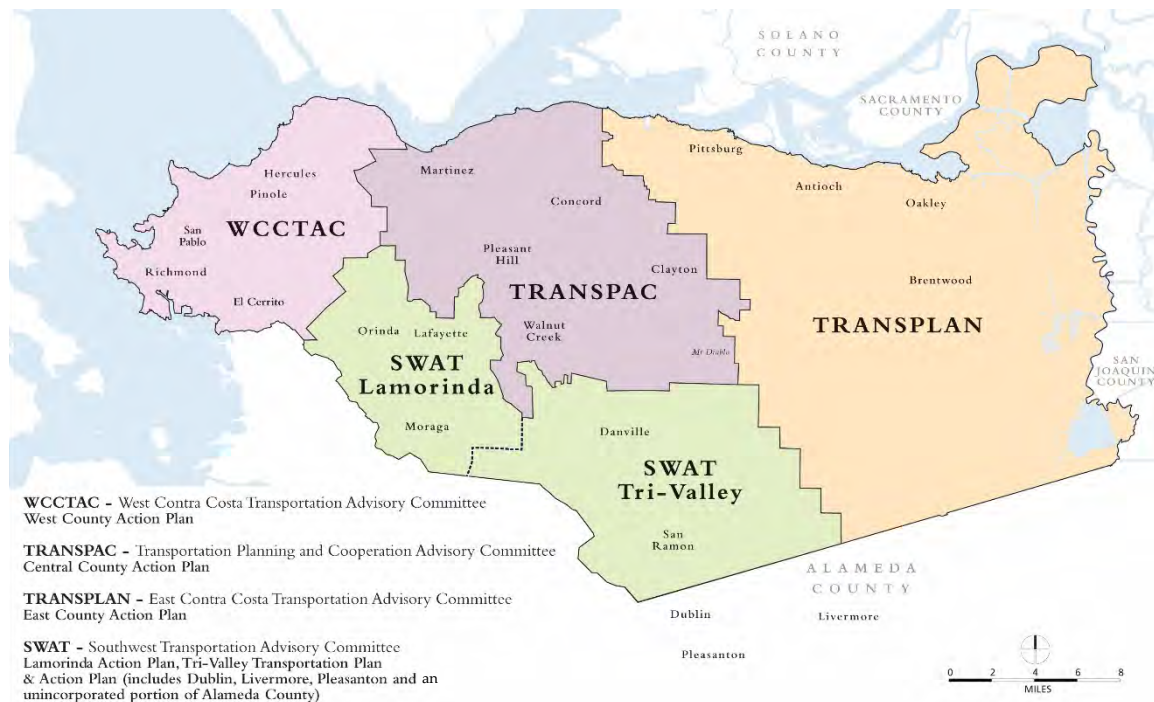 SOLANO
COUNTY
SACRAMENTO
COUNTY
Pittsburg
Martinez
Hercules
Antioch
Pinole
Concord
Oakley
San
Pablo
WCCTAC
Pleasant
Hill
Clayton
Richmond
Brentwood
TRANSPAC
El Cerrito
Orinda
Lafayette
Walnut
Creek
TRANSPLAN
Mt Diablo
SWAT
Lamorinda
SAN
JOAQUIN
COUNTY
Moraga
Danville
SWAT
Tri-Valley
San
Ramon
ALAMEDA
COUNTY
Dublin
Livermore
Pleasanton
WCCTAC - West Contra Costa Transportation Advisory Committee
West County Action Plan
TRANSPAC - Transportation Planning and Cooperation Advisory Committee
Central County Action Plan
TRANSPLAN - East Contra Costa Transportation Advisory Committee
East County Action Plan
SWAT - Southwest Transportation Advisory Committee
Lamorinda Action Plan, Tri-Valley Transportation Plan
& Action Plan (includes Dublin, Livermore, Pleasanton and an
unincorporated portion of Alameda County)
0 2 4 6 8
MILES